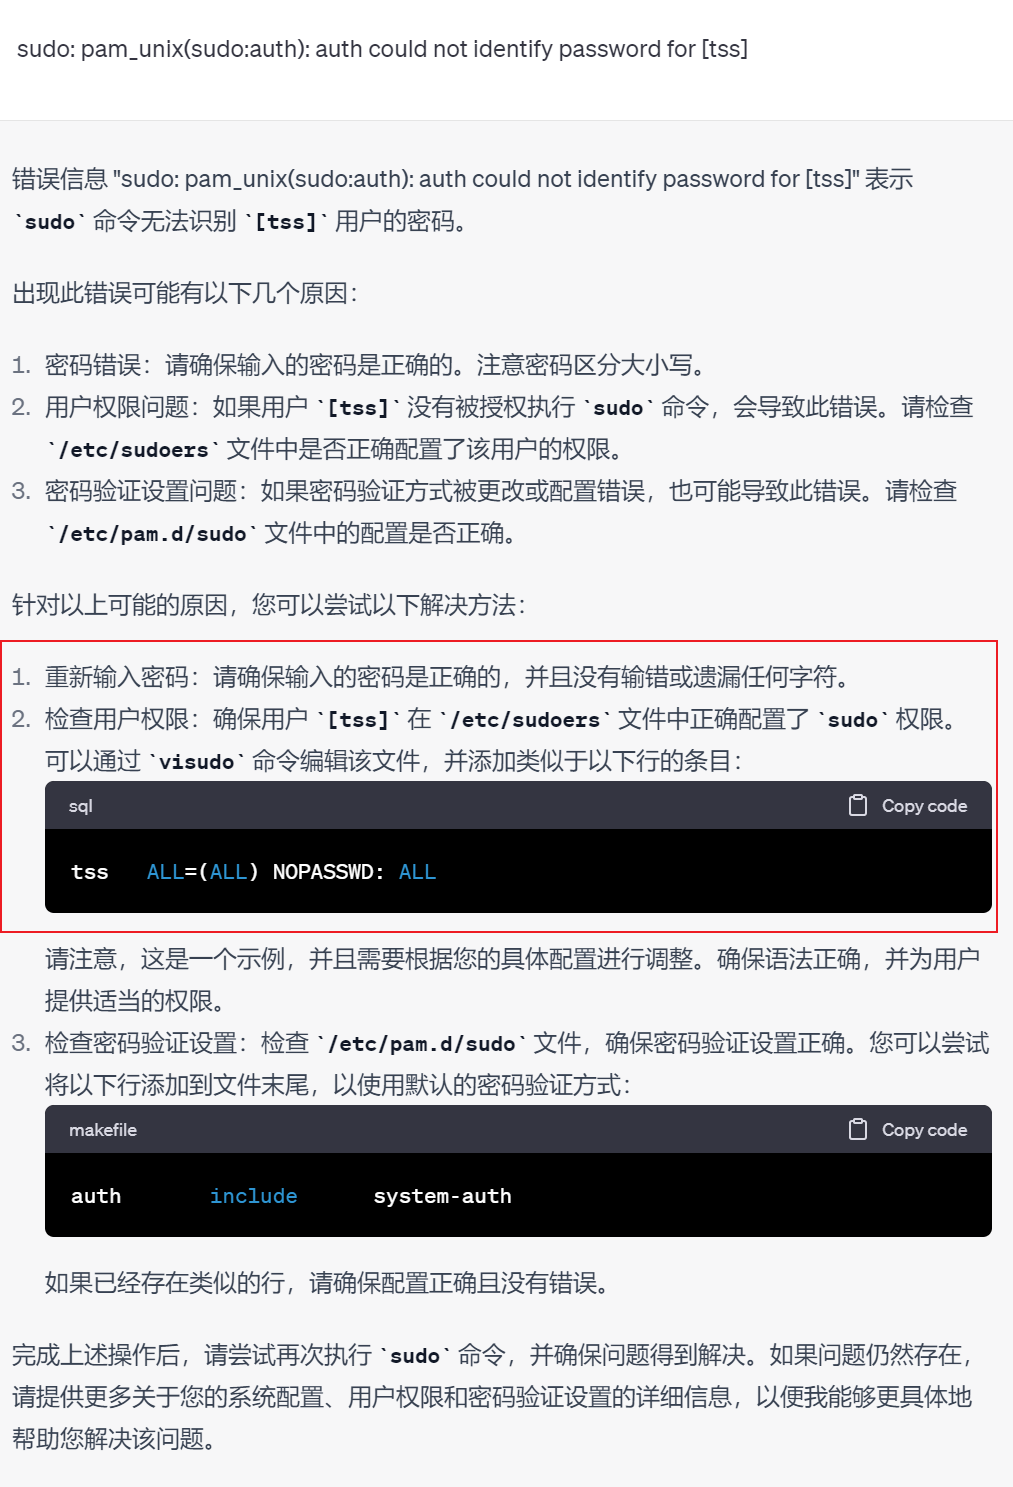 sudo: pam_unix(sudo:auth): auth could not identify password for [tss]
错误信息 "sudo: pam_unix(sudo:auth): auth could not identify password for [tss]" 表示
`sudo` 命令无法识别 `[tss]` 用户的密码。
出现此错误可能有以下几个原因：
1. 密码错误：请确保输入的密码是正确的。注意密码区分大小写。
2. 用户权限问题：如果用户 `[tss]` 没有被授权执行 `sudo` 命令，会导致此错误。请检查
`/etc/sudoers` 文件中是否正确配置了该用户的权限。
3. 密码验证设置问题：如果密码验证方式被更改或配置错误，也可能导致此错误。请检查
`/etc/pam.d/sudo` 文件中的配置是否正确。
针对以上可能的原因，您可以尝试以下解决方法：
1. 重新输入密码：请确保输入的密码是正确的，并且没有输错或遗漏任何字符。
2. 检查用户权限：确保用户 `[tss]` 在 `/etc/sudoers` 文件中正确配置了 `sudo` 权限。
可以通过 `visudo` 命令编辑该文件，并添加类似于以下行的条目：
sql Copy code
tss ALL=(ALL) NOPASSWD: ALL
请注意，这是一个示例，并且需要根据您的具体配置进行调整。确保语法正确，并为用户
提供适当的权限。
3. 检查密码验证设置：检查 `/etc/pam.d/sudo` 文件，确保密码验证设置正确。您可以尝试
将以下行添加到文件末尾，以使用默认的密码验证方式：
makefile Copy code
auth include system-auth
如果已经存在类似的行，请确保配置正确且没有错误。
完成上述操作后，请尝试再次执行 `sudo` 命令，并确保问题得到解决。如果问题仍然存在，
请提供更多关于您的系统配置、用户权限和密码验证设置的详细信息，以便我能够更具体地
帮助您解决该问题。